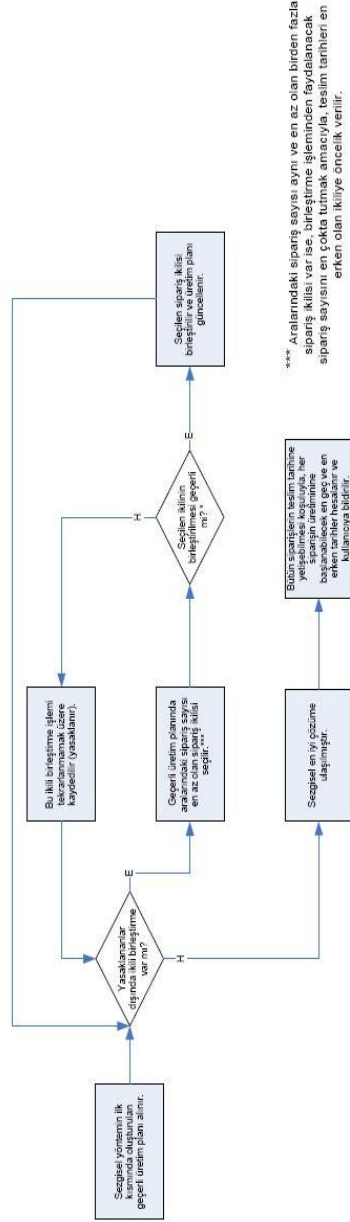 Sezgisel yöntemin ilk
kısmında oluşturulan
geçerli üretim planı alınır.
Yasaklananlar
dışında ikili birleştirme
var mı?
E
H
Bu ikili birleştirme işlemi
tekrarlanmamak üzere
kaydedilir (yasaklanır).
Geçerli üretim planında
aralarındaki sipariş sayısı
en az olan sipariş ikilisi
seçilir.***
Sezgisel en iyi çözüme
ulaşılmıştır.
Seçilen ikilinin
birleştirilmesi geçerli
mi? *
H
E
Seçilen sipariş ikilisi
birleştirilir ve üretim planı
güncellenir.
Bütün siparişlerin teslim tarihine
yetişebilmesi koşuluyla, her
siparişin üretimine
başlanabilecek en geç ve en
erken tarihler hesalanır ve
kullanıcıya bildirilir.
*** Aralarındaki sipariş sayısı aynı ve en az olan birden fazla
sipariş ikilisi var ise, birleştirme işleminden faydalanacak
sipariş sayısını en çokta tutmak amacıyla, teslim tarihleri en
erken olan ikiliye öncelik verilir.